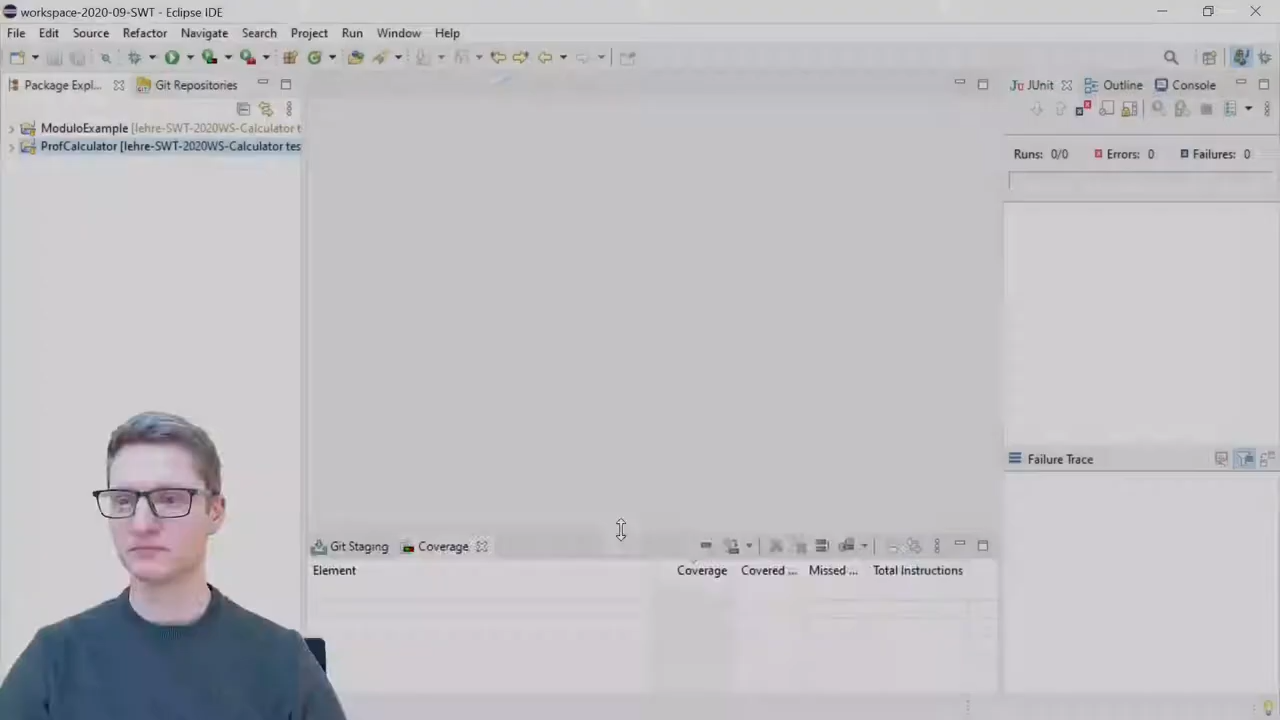 workspace-2020-09-SWT - Eclipse IDE
File Edit Source Refactor Navigate Search Project Run Window Help
Package Expl... Git Repositories
JUnit Outline Console
ModuloExample [lehre-SWT-2020WS-Calculator t
ProfCalculator [lehre-SWT-2020WS-Calculator tes
Runs: 0/0 Errors: 0 Failures: 0
Failure Trace
Git Staging Coverage
Element Coverage Covered ... Missed ... Total Instructions